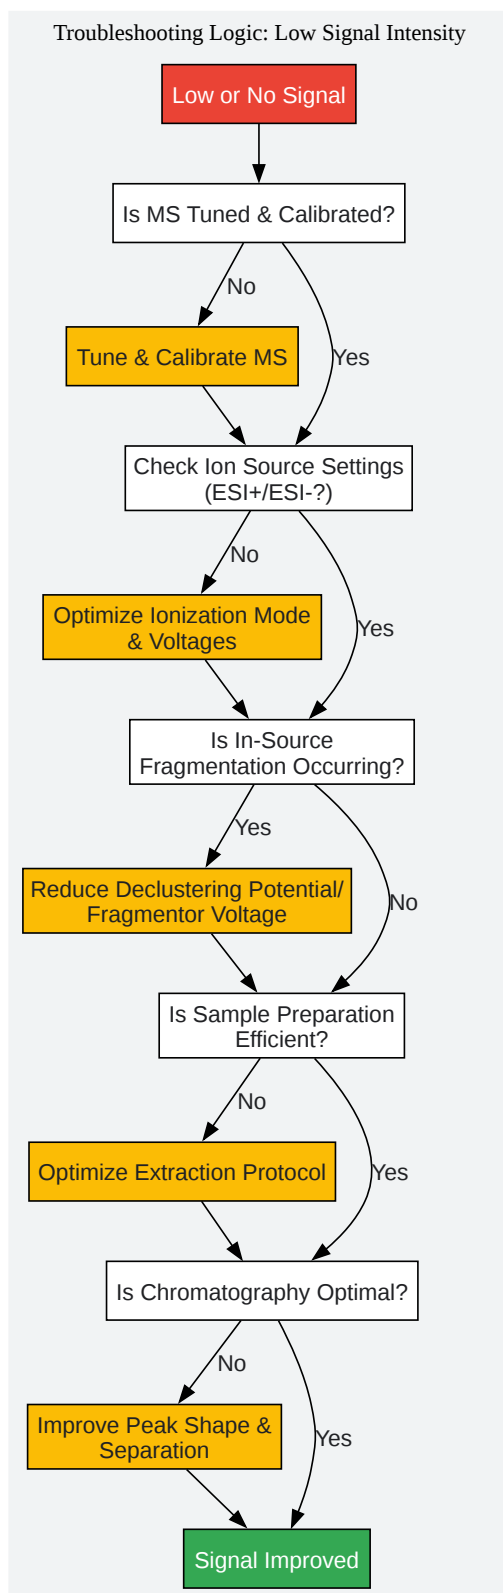 Troubleshooting Logic: Low Signal Intensity
Low or No Signal
Is MS Tuned & Calibrated?
No
Tune & Calibrate MS
Yes
Check Ion Source Settings
(ESI+/ESI-?)
No
Optimize Ionization Mode
& Voltages
Yes
Is In-Source
Fragmentation Occurring?
Yes
Reduce Declustering Potential/
Fragmentor Voltage
No
Is Sample Preparation
Efficient?
No
Optimize Extraction Protocol
Yes
Is Chromatography Optimal?
No
Improve Peak Shape &
Separation
Yes
Signal Improved